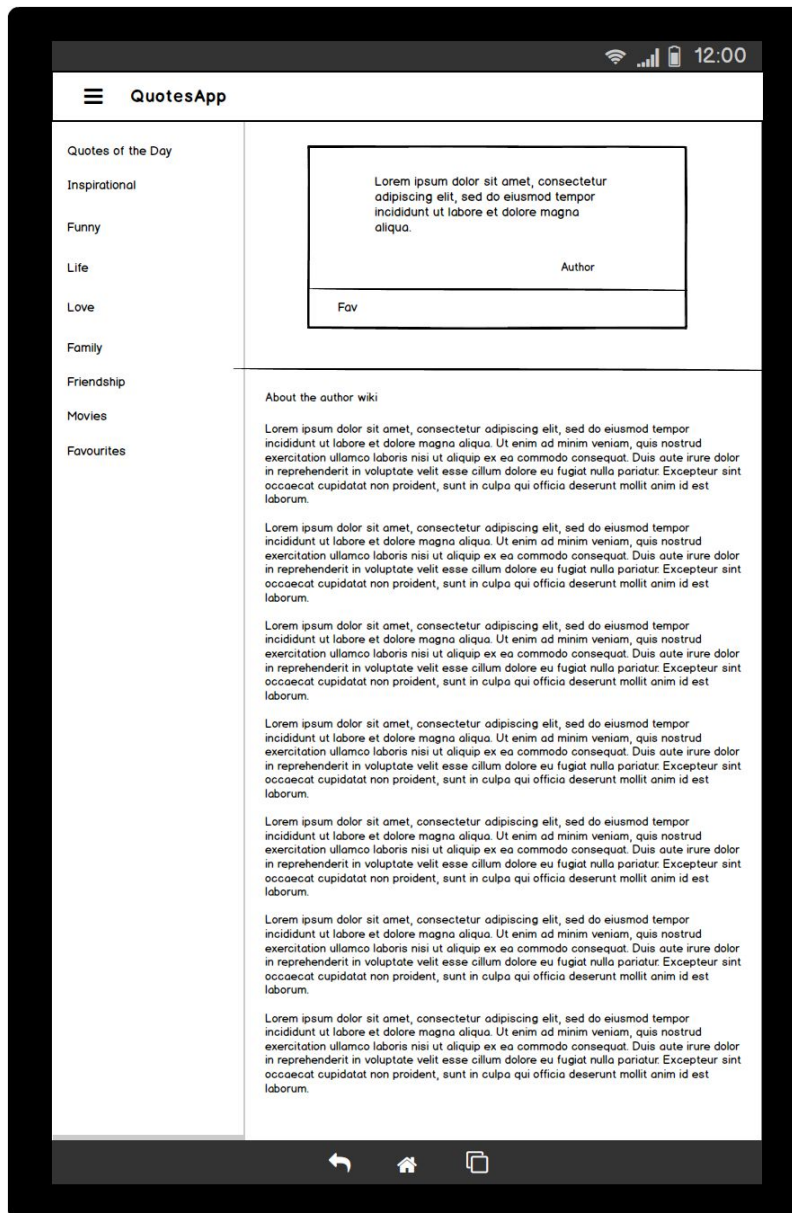 12:00
QuotesApp
Quotes of the Day
Inspirational
Funny
Life
Love
Family
Friendship
Movies
Favourites
Lorem ipsum dolor sit amet, consectetur
adipiscing elit, sed do eiusmod tempor
incididunt ut labore et dolore magna
aliqua.
Author
Fav
About the author wiki
Lorem ipsum dolor sit amet, consectetur adipiscing elit, sed do eiusmod tempor
incididunt ut labore et dolore magna aliqua. Ut enim ad minim veniam, quis nostrud
exercitation ullamco laboris nisi ut aliquip ex ea commodo consequat. Duis aute irure dolor
in reprehenderit in voluptate velit esse cillum dolore eu fugiat nulla pariatur. Excepteur sint
occaecat cupidatat non proident, sunt in culpa qui officia deserunt mollit anim id est
laborum.
Lorem ipsum dolor sit amet, consectetur adipiscing elit, sed do eiusmod tempor
incididunt ut labore et dolore magna aliqua. Ut enim ad minim veniam, quis nostrud
exercitation ullamco laboris nisi ut aliquip ex ea commodo consequat. Duis aute irure dolor
in reprehenderit in voluptate velit esse cillum dolore eu fugiat nulla pariatur. Excepteur sint
occaecat cupidatat non proident, sunt in culpa qui officia deserunt mollit anim id est
laborum.
Lorem ipsum dolor sit amet, consectetur adipiscing elit, sed do eiusmod tempor
incididunt ut labore et dolore magna aliqua. Ut enim ad minim veniam, quis nostrud
exercitation ullamco laboris nisi ut aliquip ex ea commodo consequat. Duis aute irure dolor
in reprehenderit in voluptate velit esse cillum dolore eu fugiat nulla pariatur. Excepteur sint
occaecat cupidatat non proident, sunt in culpa qui officia deserunt mollit anim id est
laborum.
Lorem ipsum dolor sit amet, consectetur adipiscing elit, sed do eiusmod tempor
incididunt ut labore et dolore magna aliqua. Ut enim ad minim veniam, quis nostrud
exercitation ullamco laboris nisi ut aliquip ex ea commodo consequat. Duis aute irure dolor
in reprehenderit in voluptate velit esse cillum dolore eu fugiat nulla pariatur. Excepteur sint
occaecat cupidatat non proident, sunt in culpa qui officia deserunt mollit anim id est
laborum.
Lorem ipsum dolor sit amet, consectetur adipiscing elit, sed do eiusmod tempor
incididunt ut labore et dolore magna aliqua. Ut enim ad minim veniam, quis nostrud
exercitation ullamco laboris nisi ut aliquip ex ea commodo consequat. Duis aute irure dolor
in reprehenderit in voluptate velit esse cillum dolore eu fugiat nulla pariatur. Excepteur sint
occaecat cupidatat non proident, sunt in culpa qui officia deserunt mollit anim id est
laborum.
Lorem ipsum dolor sit amet, consectetur adipiscing elit, sed do eiusmod tempor
incididunt ut labore et dolore magna aliqua. Ut enim ad minim veniam, quis nostrud
exercitation ullamco laboris nisi ut aliquip ex ea commodo consequat. Duis aute irure dolor
in reprehenderit in voluptate velit esse cillum dolore eu fugiat nulla pariatur. Excepteur sint
occaecat cupidatat non proident, sunt in culpa qui officia deserunt mollit anim id est
laborum.
Lorem ipsum dolor sit amet, consectetur adipiscing elit, sed do eiusmod tempor
incididunt ut labore et dolore magna aliqua. Ut enim ad minim veniam, quis nostrud
exercitation ullamco laboris nisi ut aliquip ex ea commodo consequat. Duis aute irure dolor
in reprehenderit in voluptate velit esse cillum dolore eu fugiat nulla pariatur. Excepteur sint
occaecat cupidatat non proident, sunt in culpa qui officia deserunt mollit anim id est
laborum.